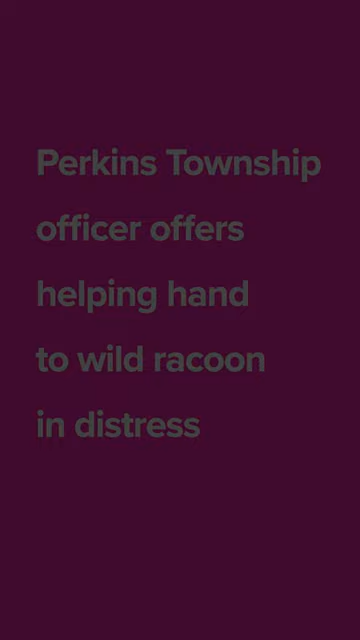 Perkins Township
officer offers
helping hand
to wild racoon
in distress